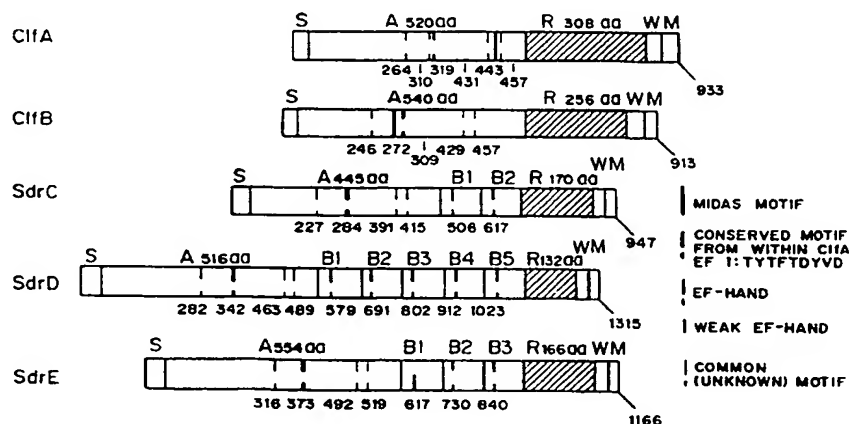 S A 520 aa R 308 aa WM
ClfA
264 319 443
310 431 457
933
S A 540 aa R 256 aa WM
ClfB
246 272 429 457
309
913
WM
S A 445 aa B1 B2 R 170 aa
SdrC
227 284 391 415 506 617
947
WM
S A 516 aa B1 B2 B3 B4 B5 R 132 aa
SdrD
282 342 463 489 579 691 802 912 1023
1315
S A 554 aa B1 B2 B3 R 166 aa WM
SdrE
316 373 492 519 617 730 840
1166
MIDAS MOTIF
CONSERVED MOTIF
FROM WITHIN ClfA
EF I: TYTFTDYVD
EF-HAND
WEAK EF-HAND
COMMON
(UNKNOWN) MOTIF